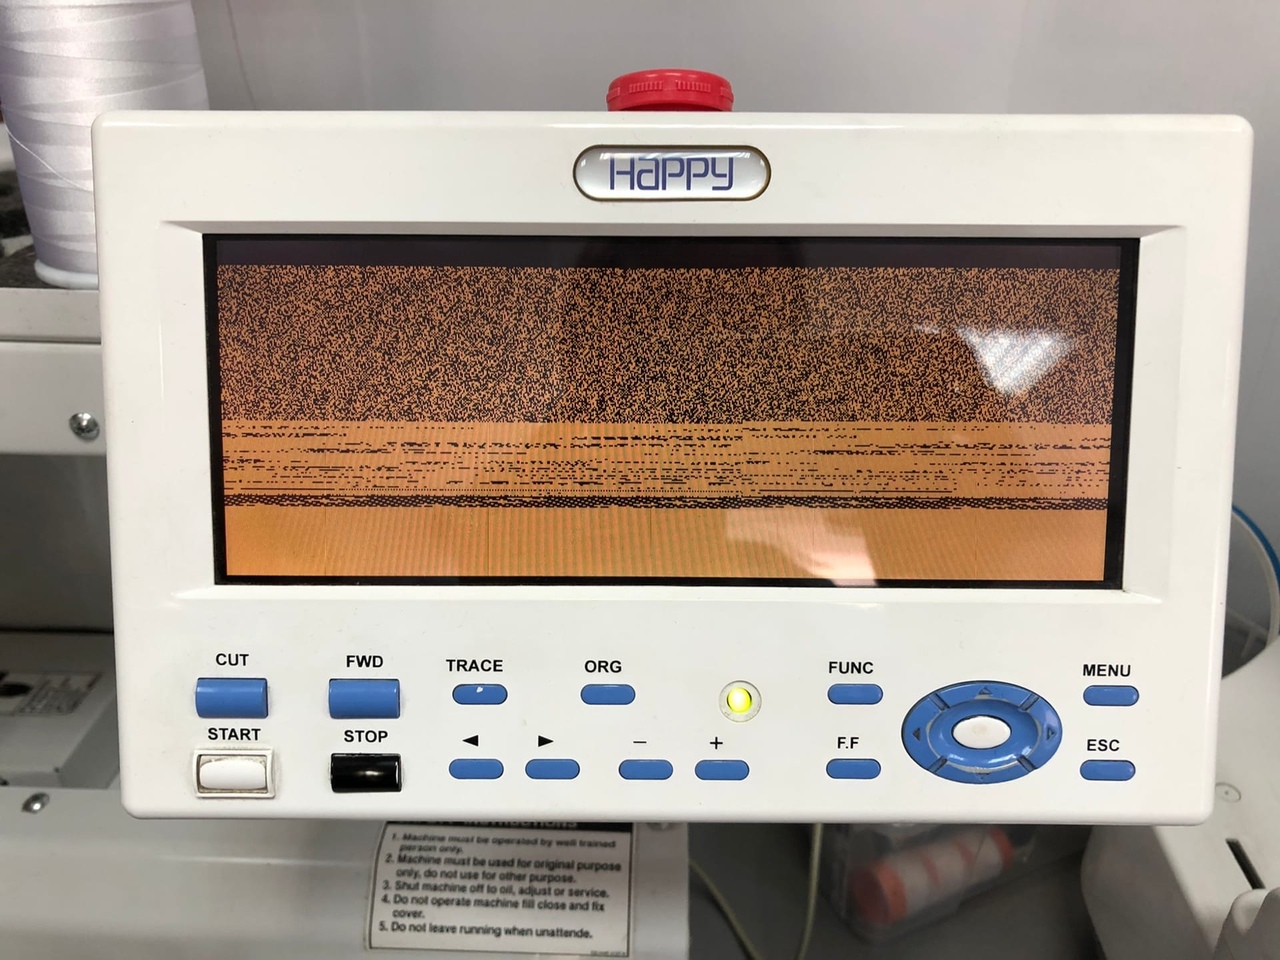 Happy
CUT
FWD
TRACE
ORG
FUNC
MENU
START
STOP
◄
►
−
+
F.F
ESC
INSTRUCTIONS
1. Machine must be operated by well trained
person only.
2. Machine must be used for original purpose
only, do not use for other purpose.
3. Shut machine off to oil, adjust or service.
4. Do not operate machine fill close and fix
cover.
5. Do not leave running when unattende.